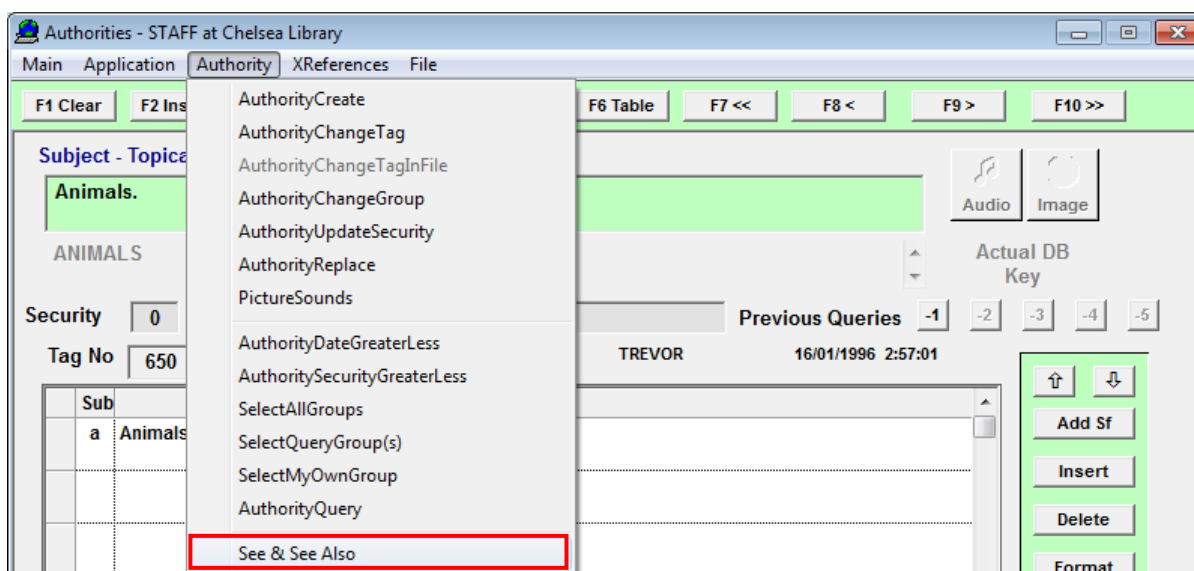 Authorities - STAFF at Chelsea Library
Main Application Authority XReferences File
F1 Clear F2 Ins F6 Table F7 << F8 < F9 > F10 >>
AuthorityCreate
AuthorityChangeTag
AuthorityChangeTagInFile
AuthorityChangeGroup
AuthorityUpdateSecurity
AuthorityReplace
PictureSounds
AuthorityDateGreaterLess
AuthoritySecurityGreaterLess
SelectAllGroups
SelectQueryGroup(s)
SelectMyOwnGroup
AuthorityQuery
See & See Also
Subject - Topica
Animals.
Audio Image
ANIMALS
Actual DB
Key
Security 0 Previous Queries -1 -2 -3 -4 -5
Tag No 650 TREVOR 16/01/1996 2:57:01
Sub
a Animals
Add Sf
Insert
Delete
Format